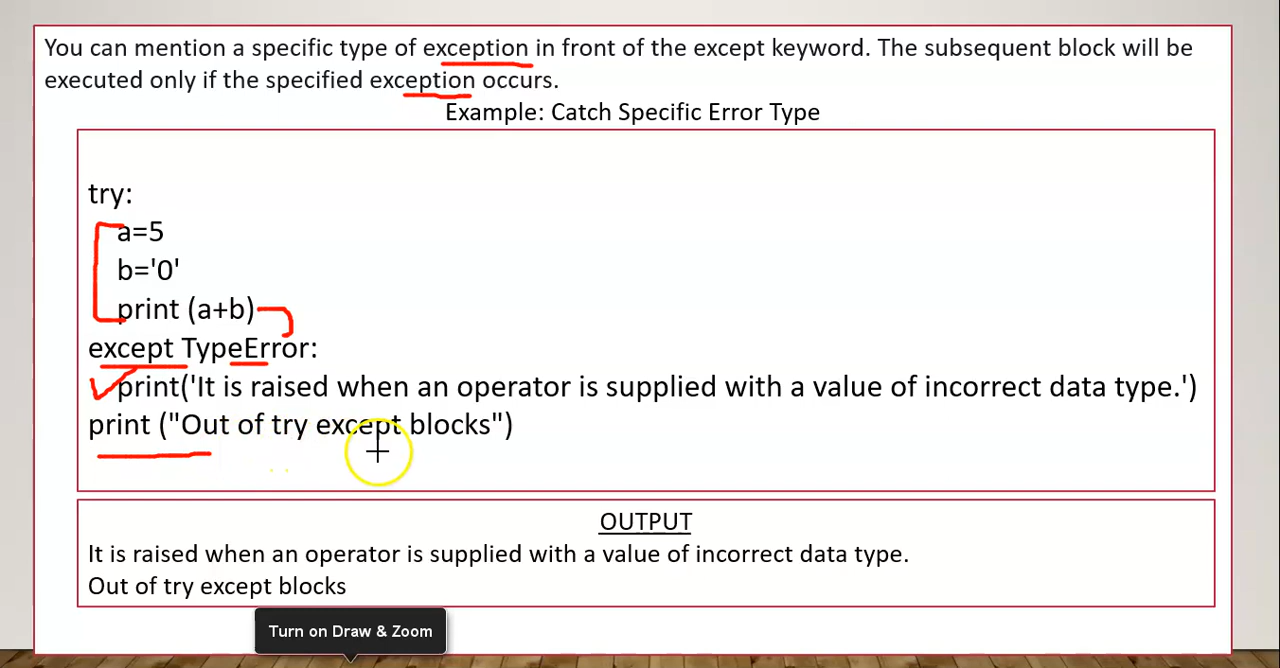 You can mention a specific type of exception in front of the except keyword. The subsequent block will be
executed only if the specified exception occurs.
Example: Catch Specific Error Type
try:
a=5
b='0'
print (a+b)
except TypeError:
print('It is raised when an operator is supplied with a value of incorrect data type.')
print ("Out of try except blocks")
OUTPUT
It is raised when an operator is supplied with a value of incorrect data type.
Out of try except blocks
Turn on Draw & Zoom